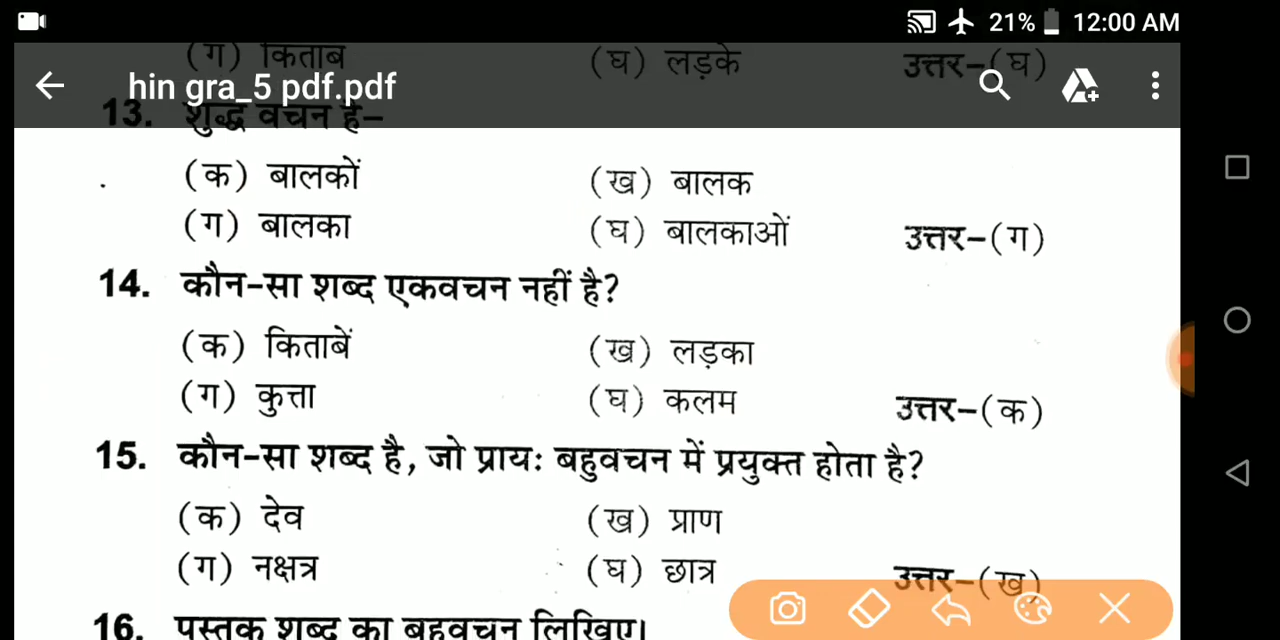 21% 12:00 AM
(ग) किताब (घ) लड़के उत्तर–(घ)
hin gra_5 pdf.pdf
13. शुद्ध वचन है–
(क) बालकों (ख) बालक
(ग) बालका (घ) बालकाओं उत्तर–(ग)
14. कौन-सा शब्द एकवचन नहीं है?
(क) किताबें (ख) लड़का
(ग) कुत्ता (घ) कलम उत्तर–(क)
15. कौन-सा शब्द है, जो प्रायः बहुवचन में प्रयुक्त होता है?
(क) देव (ख) प्राण
(ग) नक्षत्र (घ) छात्र उत्तर–(ख)
16. पुस्तक शब्द का बहुवचन लिखिए।